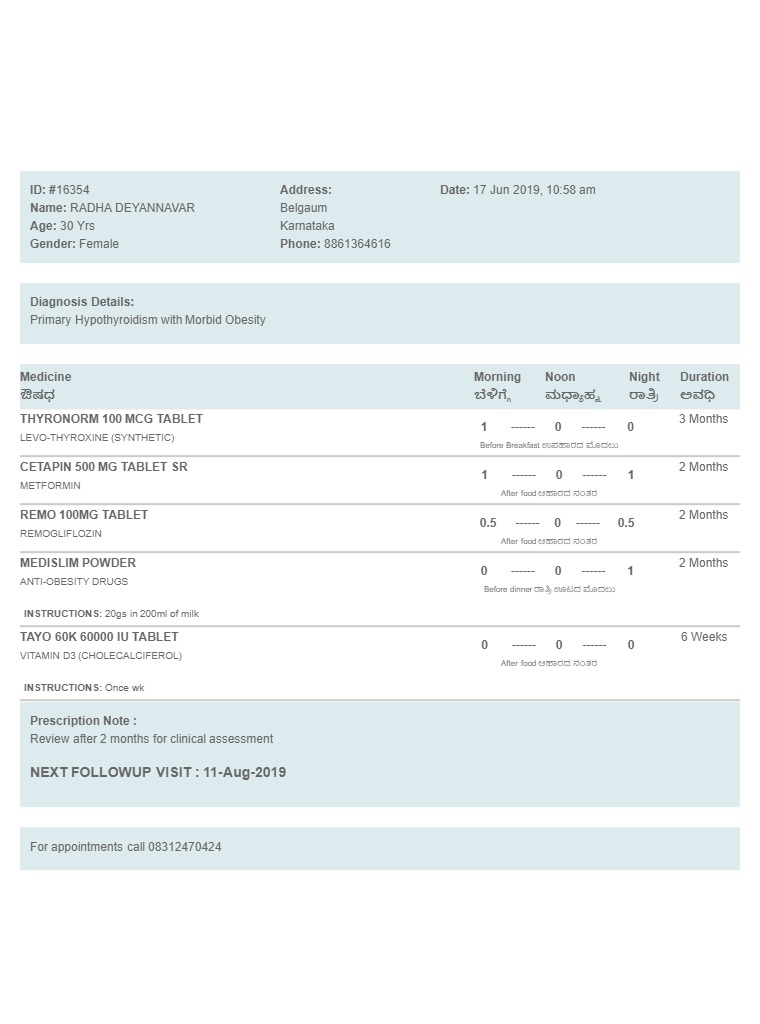 ID: #16354
Name: RADHA DEYANNAVAR
Age: 30 Yrs
Gender: Female
Address:
Belgaum
Karnataka
Phone: 8861364616
Date: 17 Jun 2019, 10:58 am
Diagnosis Details:
Primary Hypothyroidism with Morbid Obesity
Medicine Morning Noon Night Duration
ಔಷಧ ಬೆಳಿಗ್ಗೆ ಮಧ್ಯಾಹ್ನ ರಾತ್ರಿ ಅವಧಿ
THYRONORM 100 MCG TABLET 1 ------ 0 ------ 0 3 Months
LEVO-THYROXINE (SYNTHETIC)
Before Breakfast ಉಪಹಾರದ ಮೊದಲು
CETAPIN 500 MG TABLET SR 1 ------ 0 ------ 1 2 Months
METFORMIN
After food ಆಹಾರದ ನಂತರ
REMO 100MG TABLET 0.5 ------ 0 ------ 0.5 2 Months
REMOGLIFLOZIN
After food ಆಹಾರದ ನಂತರ
MEDISLIM POWDER 0 ------ 0 ------ 1 2 Months
ANTI-OBESITY DRUGS
Before dinner ರಾತ್ರಿ ಊಟದ ಮೊದಲು
INSTRUCTIONS: 20gs in 200ml of milk
TAYO 60K 60000 IU TABLET 0 ------ 0 ------ 0 6 Weeks
VITAMIN D3 (CHOLECALCIFEROL)
After food ಆಹಾರದ ನಂತರ
INSTRUCTIONS: Once wk
Prescription Note :
Review after 2 months for clinical assessment
NEXT FOLLOWUP VISIT : 11-Aug-2019
For appointments call 08312470424